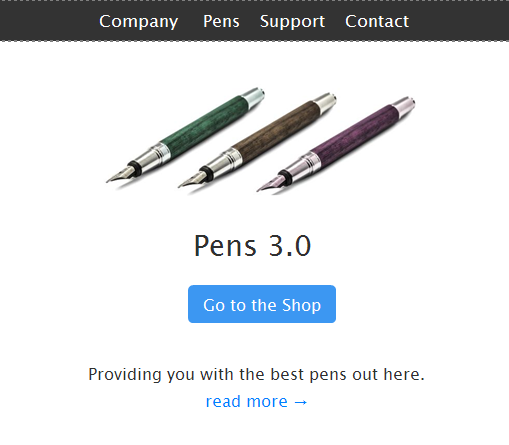 Company Pens Support Contact
Pens 3.0
Go to the Shop
Providing you with the best pens out here.
read more →